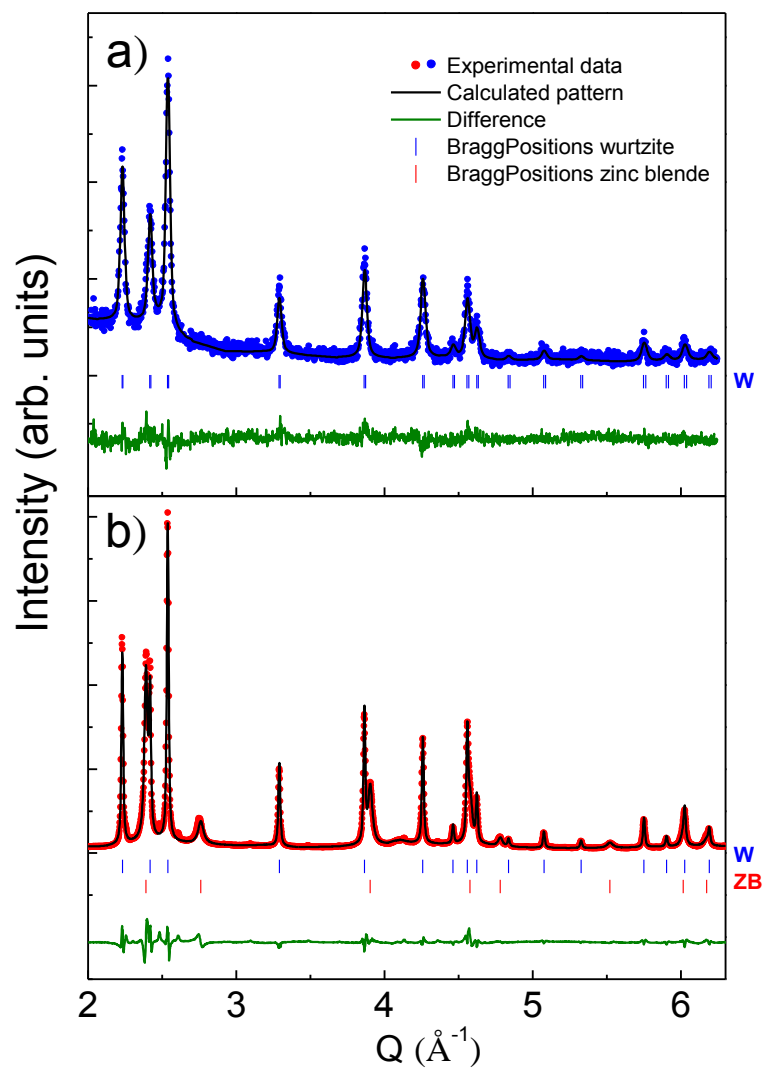 a)
Experimental data
Calculated pattern
Difference
BraggPositions wurtzite
BraggPositions zinc blende
W
Intensity (arb. units)
b)
W
ZB
2 3 4 5 6
Q (Å⁻¹)